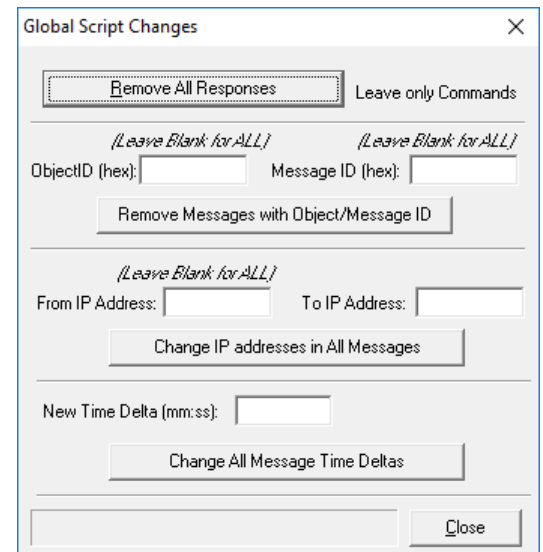 Global Script Changes
Remove All Responses Leave only Commands
(Leave Blank for ALL) (Leave Blank for ALL)
ObjectID (hex): Message ID (hex):
Remove Messages with Object/Message ID
(Leave Blank for ALL)
From IP Address: To IP Address:
Change IP addresses in All Messages
New Time Delta (mm:ss):
Change All Message Time Deltas
Close